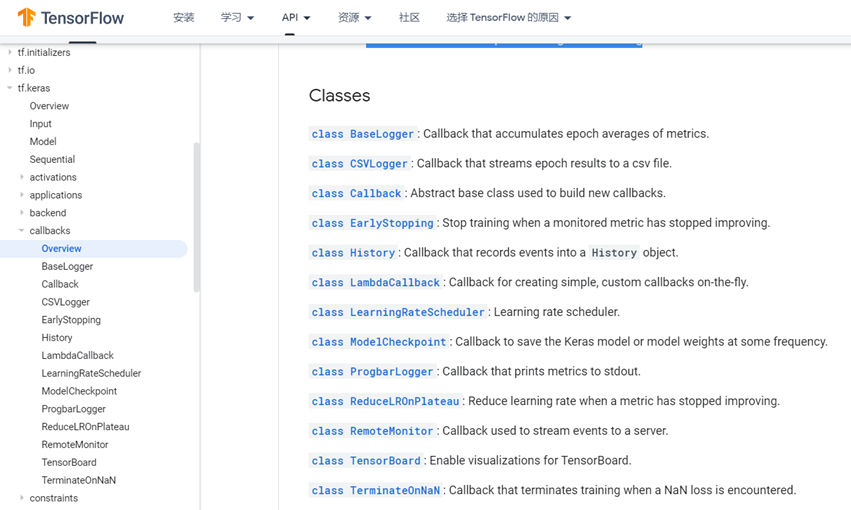 TensorFlow 安装 学习 API 资源 社区 选择 TensorFlow 的原因
tf.initializers
tf.io
tf.keras
Overview
Input
Model
Sequential
activations
applications
backend
callbacks
Overview
BaseLogger
Callback
CSVLogger
EarlyStopping
History
LambdaCallback
LearningRateScheduler
ModelCheckpoint
ProgbarLogger
ReduceLROnPlateau
RemoteMonitor
TensorBoard
TerminateOnNaN
constraints
Classes
class BaseLogger: Callback that accumulates epoch averages of metrics.
class CSVLogger: Callback that streams epoch results to a csv file.
class Callback: Abstract base class used to build new callbacks.
class EarlyStopping: Stop training when a monitored metric has stopped improving.
class History: Callback that records events into a History object.
class LambdaCallback: Callback for creating simple, custom callbacks on-the-fly.
class LearningRateScheduler: Learning rate scheduler.
class ModelCheckpoint: Callback to save the Keras model or model weights at some frequency.
class ProgbarLogger: Callback that prints metrics to stdout.
class ReduceLROnPlateau: Reduce learning rate when a metric has stopped improving.
class RemoteMonitor: Callback used to stream events to a server.
class TensorBoard: Enable visualizations for TensorBoard.
class TerminateOnNaN: Callback that terminates training when a NaN loss is encountered.